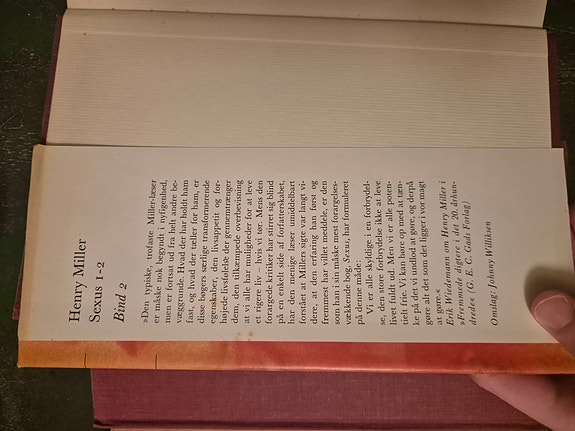 Henry Miller
Sexus 1-2
Bind 2
»Den typiske, trofaste Miller-læser
er måske nok begyndt i nyfigenhed,
men er fortsat ud fra helt andre be-
væggrunde. Hvad der har holdt ham
fast, og hvad der tæller for ham, er
disse bøgers særlige transformerende
egenskaber, den livsappetit og for-
højede livsfølelse der gennemtrænger
dem, den tilkæmpede overbevisning
at vi alle har muligheder for at leve
et rigere liv – hvis vi tør. Mens den
forargede kritiker har stirret sig blind
på en enkelt side af forfatterskabet,
har den menige læser umiddelbart
forstået at Millers sigte var langt vi-
dere, at den erfaring han først og
fremmest har villet meddele, er den
som han i sin måske mest forargelses-
vækkende bog, Sexus, har formuleret
på denne måde:
Vi er alle skyldige i en forbrydel-
se, den store forbrydelse ikke at leve
livet fuldt ud. Men vi er alle poten-
tielt frie. Vi kan høre op med at tæn-
ke på det vi undlod at gøre, og derpå
gøre alt det som det ligger i vor magt
at gøre.«
Erik Wiedemann om Henry Miller i
»Fremmede digtere i det 20. århun-
drede« (G. E. C. Gads Forlag)
Omslag: Johnny Williksen